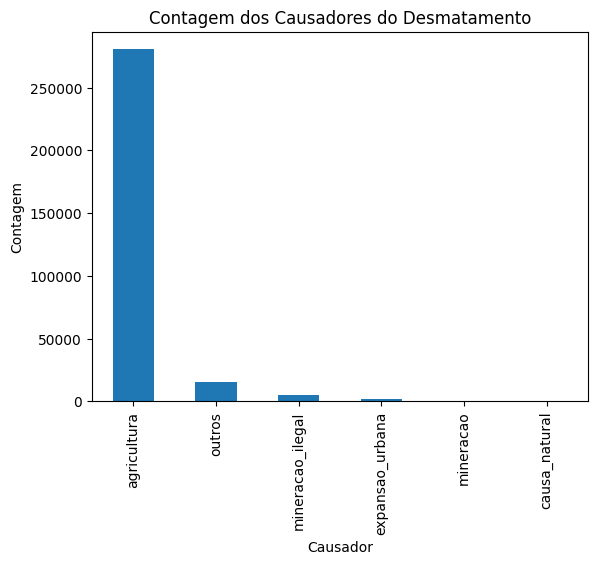 Contagem dos Causadores do Desmatamento
Contagem
250000
200000
150000
100000
50000
0
agricultura
outros
mineracao_ilegal
expansao_urbana
mineracao
causa_natural
Causador